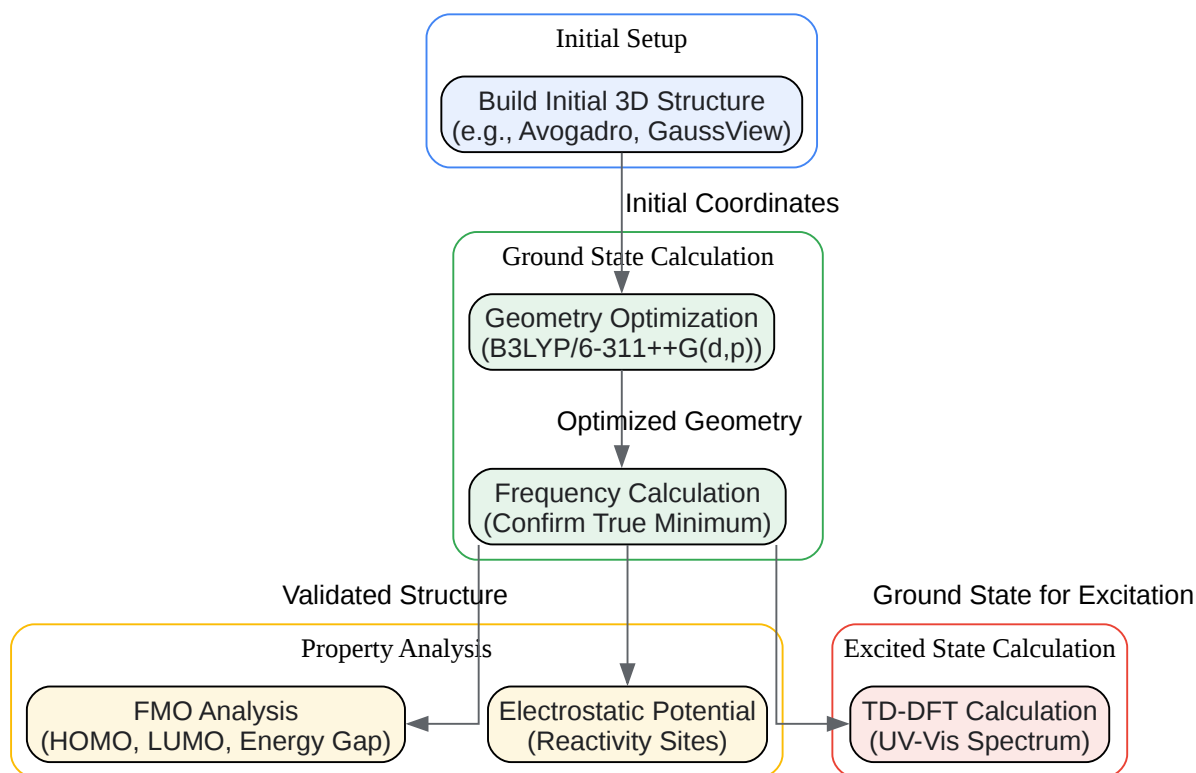 Initial Setup
Build Initial 3D Structure
(e.g., Avogadro, GaussView)
Initial Coordinates
Ground State Calculation
Geometry Optimization
(B3LYP/6-311++G(d,p))
Optimized Geometry
Frequency Calculation
(Confirm True Minimum)
Validated Structure
Ground State for Excitation
Property Analysis
FMO Analysis
(HOMO, LUMO, Energy Gap)
Electrostatic Potential
(Reactivity Sites)
Excited State Calculation
TD-DFT Calculation
(UV-Vis Spectrum)